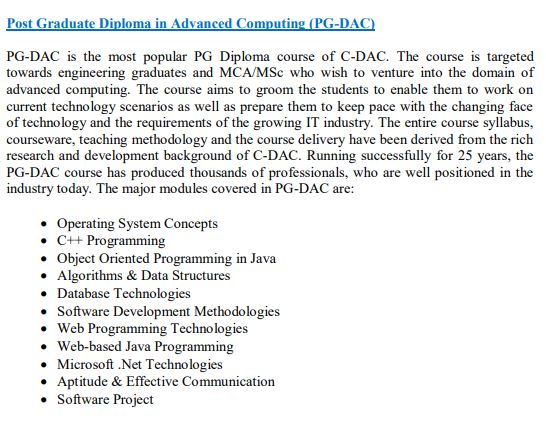 Post Graduate Diploma in Advanced Computing (PG-DAC)
PG-DAC is the most popular PG Diploma course of C-DAC. The course is targeted
towards engineering graduates and MCA/MSc who wish to venture into the domain of
advanced computing. The course aims to groom the students to enable them to work on
current technology scenarios as well as prepare them to keep pace with the changing face
of technology and the requirements of the growing IT industry. The entire course syllabus,
courseware, teaching methodology and the course delivery have been derived from the rich
research and development background of C-DAC. Running successfully for 25 years, the
PG-DAC course has produced thousands of professionals, who are well positioned in the
industry today. The major modules covered in PG-DAC are:
• Operating System Concepts
• C++ Programming
• Object Oriented Programming in Java
• Algorithms & Data Structures
• Database Technologies
• Software Development Methodologies
• Web Programming Technologies
• Web-based Java Programming
• Microsoft .Net Technologies
• Aptitude & Effective Communication
• Software Project